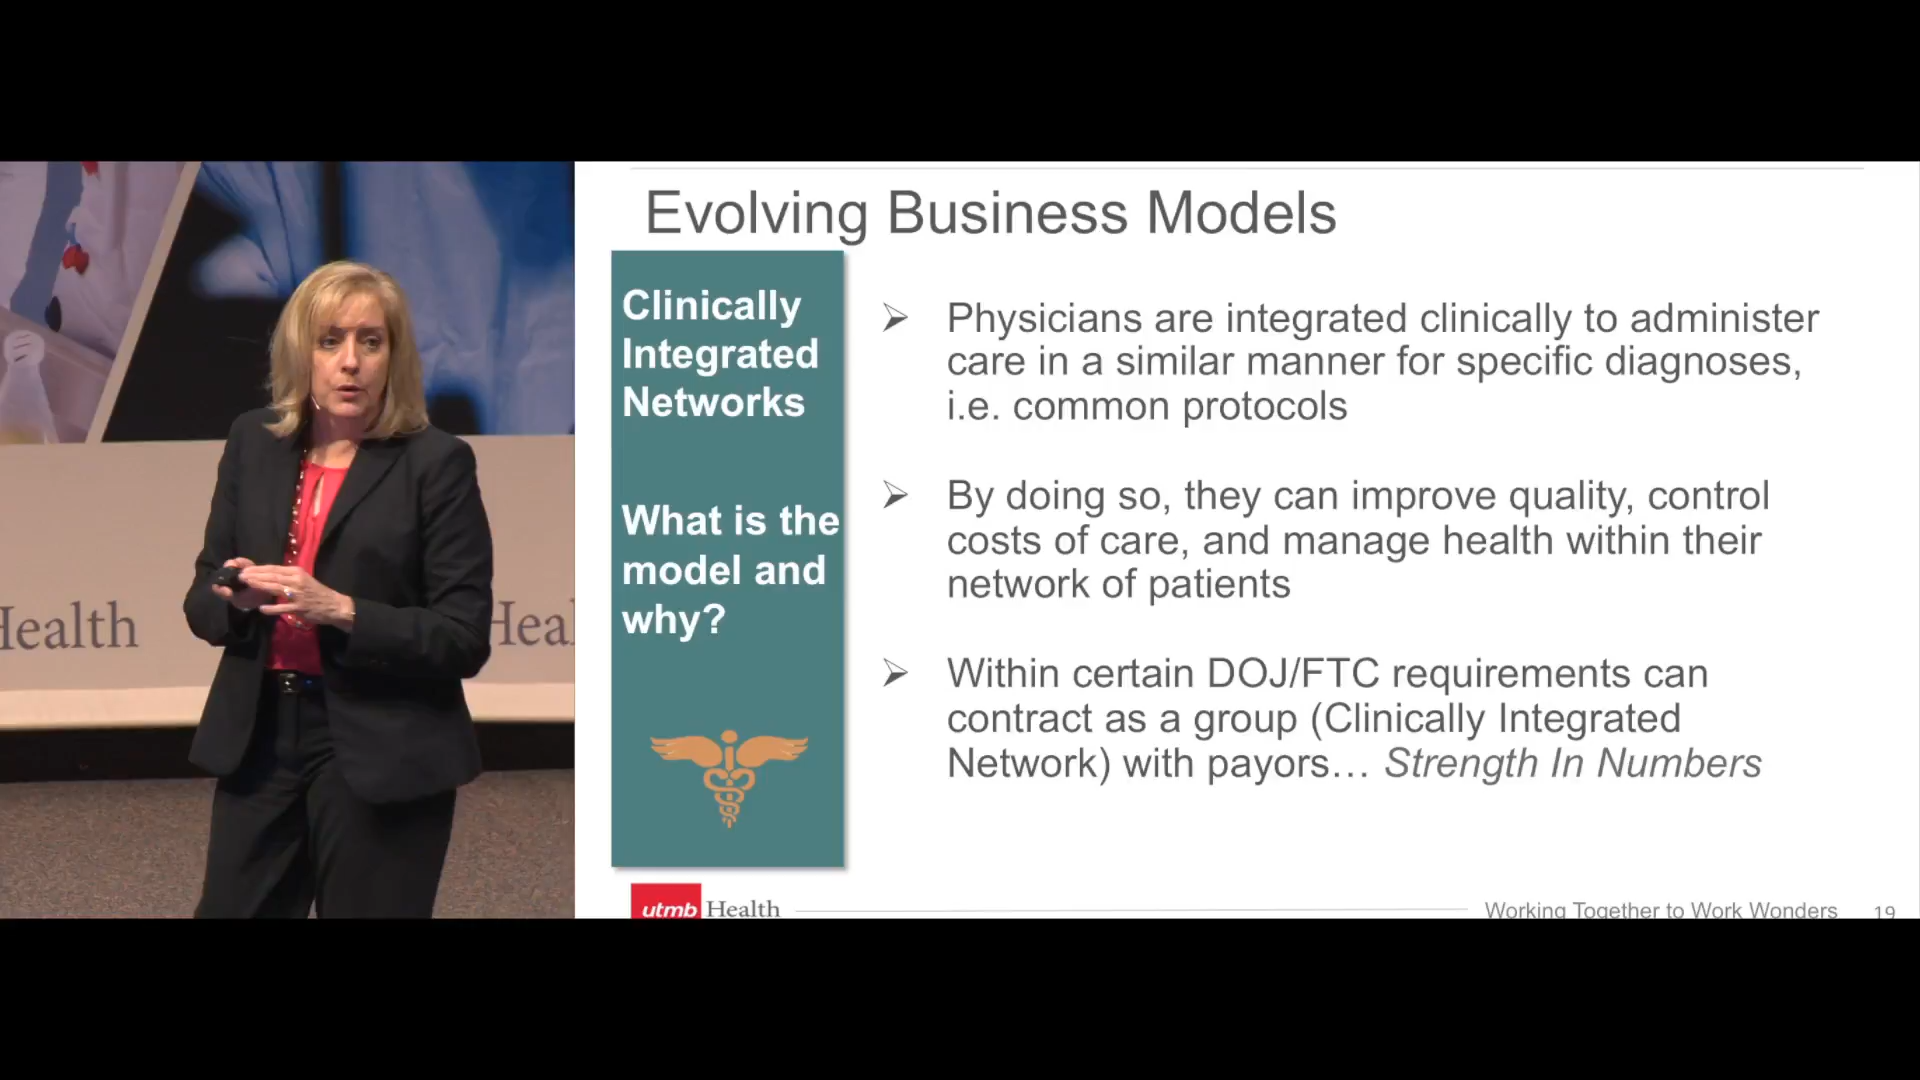 Evolving Business Models
Clinically
Integrated
Networks
What is the
model and
why?
Physicians are integrated clinically to administer
care in a similar manner for specific diagnoses,
i.e. common protocols
By doing so, they can improve quality, control
costs of care, and manage health within their
network of patients
Within certain DOJ/FTC requirements can
contract as a group (Clinically Integrated
Network) with payors… Strength In Numbers
utmb Health
Working Together to Work Wonders 19
Health
Heal